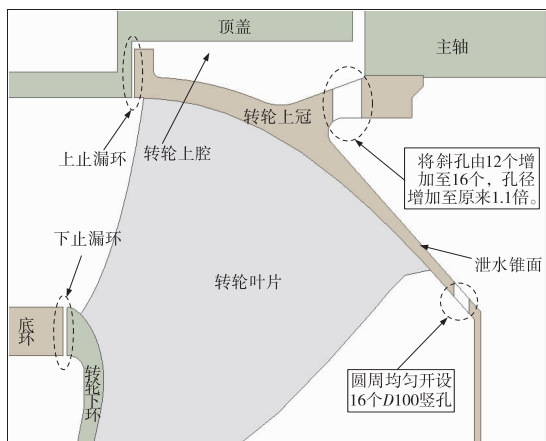 顶盖
主轴
转轮上冠
上止漏环
转轮上腔
将斜孔由12个增
加至16个，孔径
增加至原来1.1倍。
下止漏环
泄水锥面
转轮叶片
底
环
转
轮
下
环
圆周均匀开设
16个D100竖孔